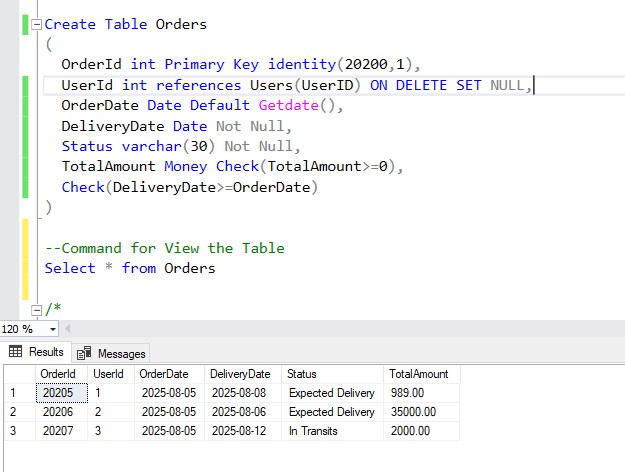 Create Table Orders
(
OrderId int Primary Key identity(20200,1),
UserId int references Users(UserID) ON DELETE SET NULL,
OrderDate Date Default Getdate(),
DeliveryDate Date Not Null,
Status varchar(30) Not Null,
TotalAmount Money Check(TotalAmount>=0),
Check(DeliveryDate>=OrderDate)
)
--Command for View the Table
Select * from Orders
/*
120 %
Results Messages
OrderId UserId OrderDate DeliveryDate Status TotalAmount
1 20205 1 2025-08-05 2025-08-08 Expected Delivery 989.00
2 20206 2 2025-08-05 2025-08-06 Expected Delivery 35000.00
3 20207 3 2025-08-05 2025-08-12 In Transits 2000.00